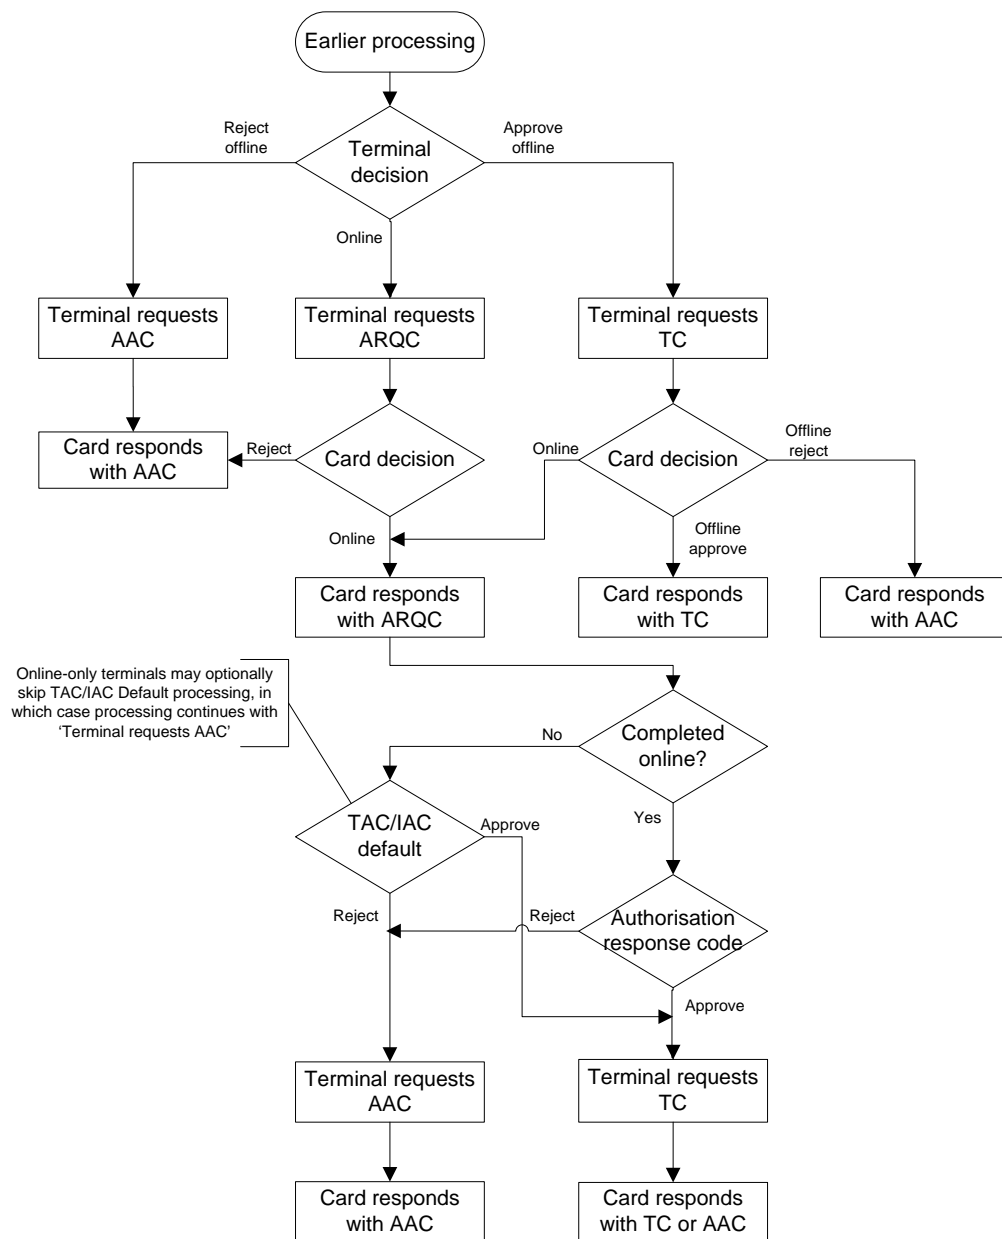 Earlier processing
Reject
offline
Approve
offline
Terminal
decision
Online
Terminal requests
AAC
Terminal requests
ARQC
Terminal requests
TC
Card responds
with AAC
Reject
Card decision
Online
Card decision
Offline
reject
Online
Offline
approve
Card responds
with ARQC
Card responds
with TC
Card responds
with AAC
Online-only terminals may optionally
skip TAC/IAC Default processing, in
which case processing continues with
‘Terminal requests AAC’
No
Completed
online?
TAC/IAC
default
Approve
Yes
Reject
Reject
Authorisation
response code
Approve
Terminal requests
AAC
Terminal requests
TC
Card responds
with AAC
Card responds
with TC or AAC